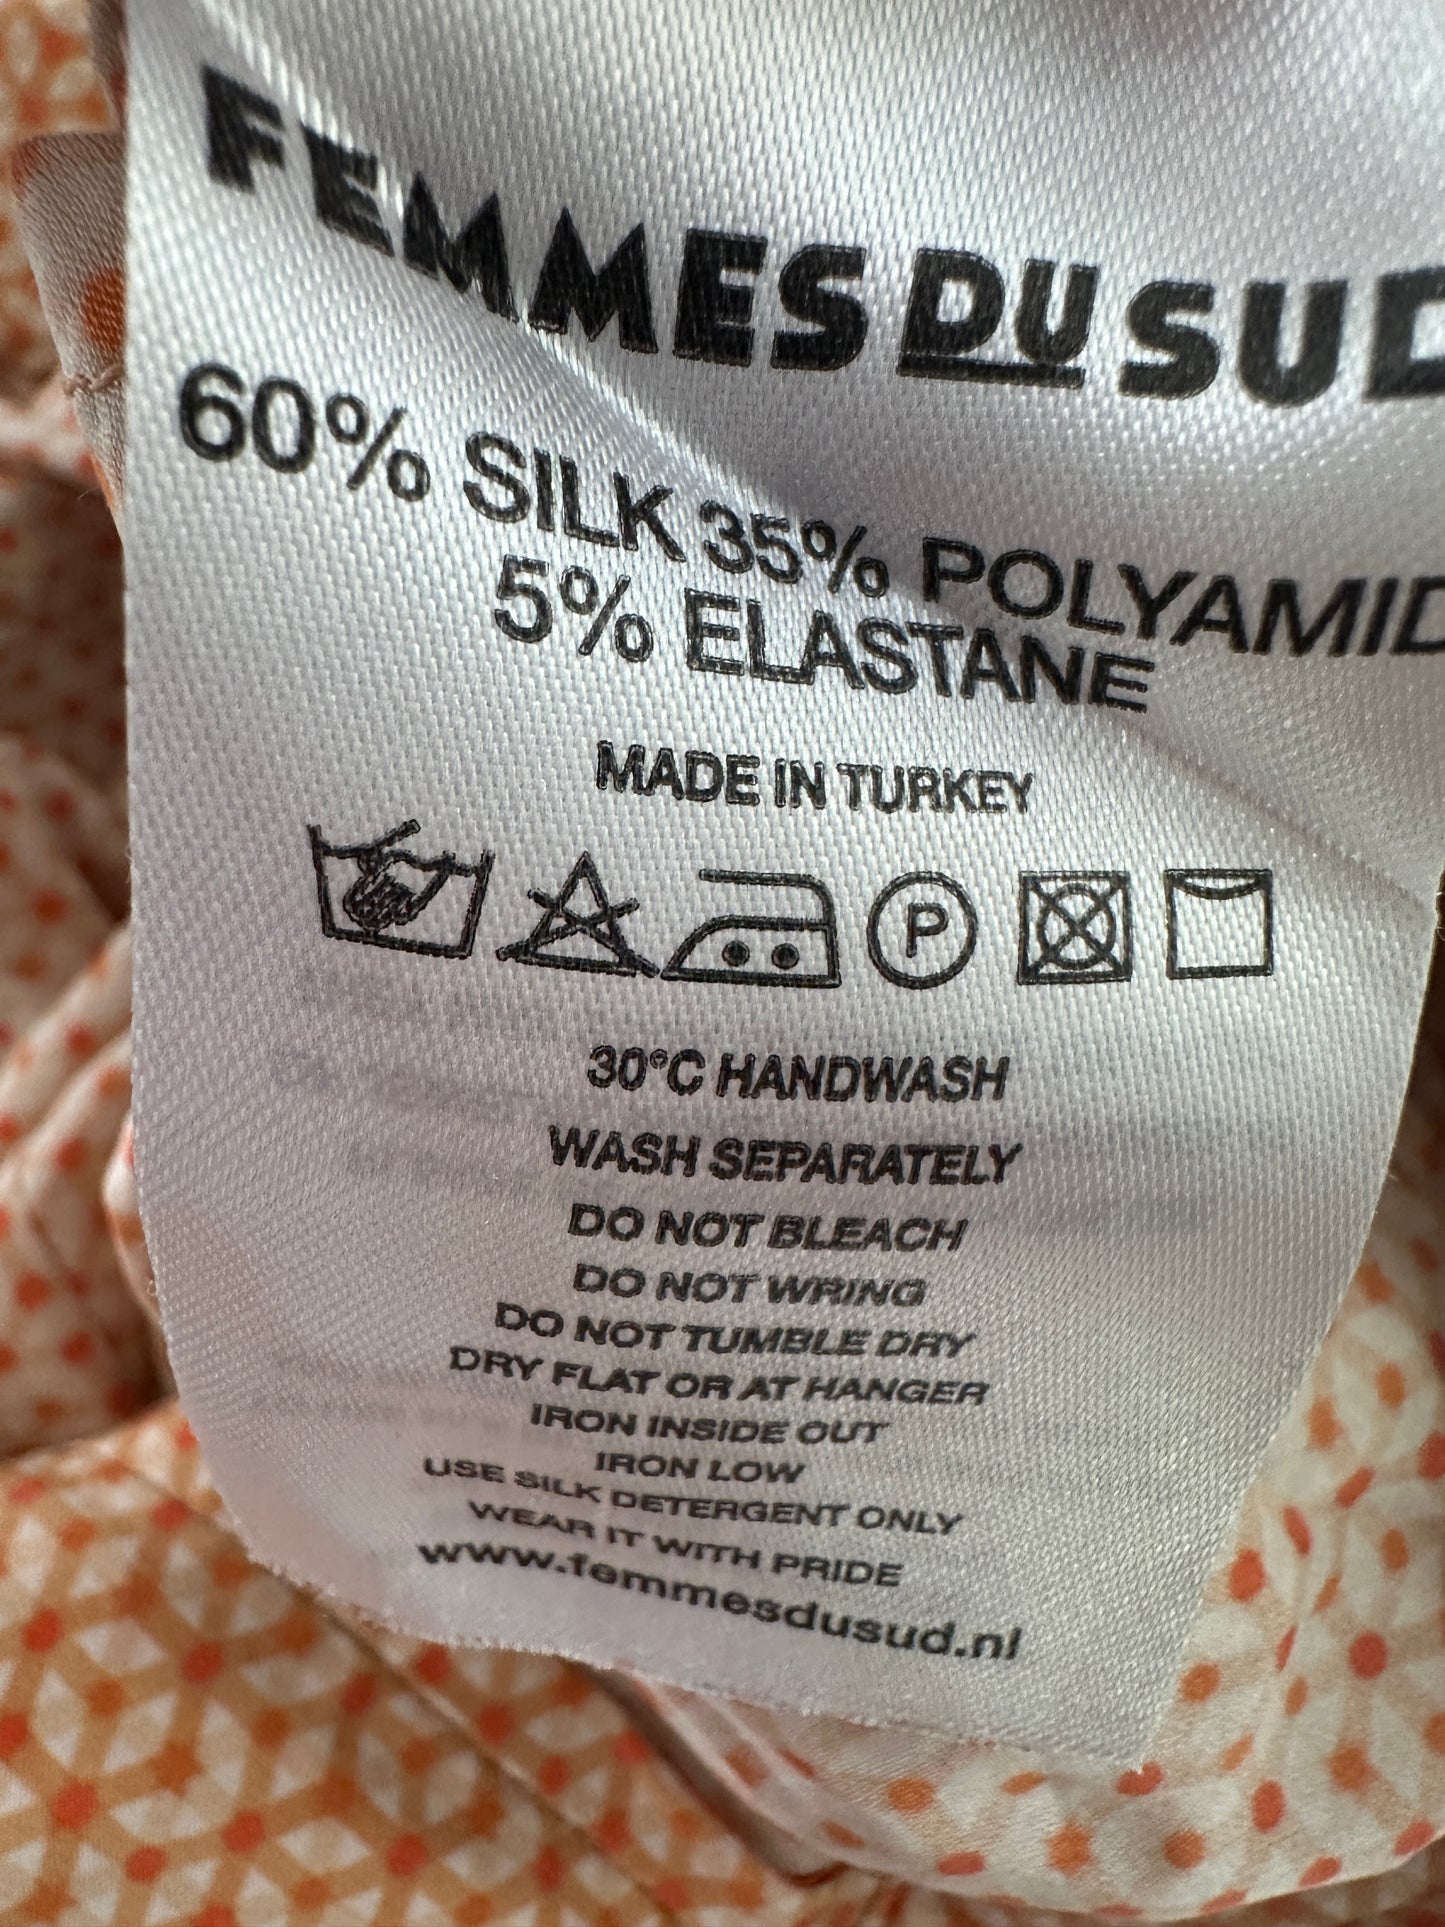 FEMMES DU SUD
60% SILK 35% POLYAMID
5% ELASTANE
MADE IN TURKEY
P
30°C HANDWASH
WASH SEPARATELY
DO NOT BLEACH
DO NOT WRING
DO NOT TUMBLE DRY
DRY FLAT OR AT HANGER
IRON INSIDE OUT
IRON LOW
USE SILK DETERGENT ONLY
WEAR IT WITH PRIDE
www.femmesdusud.nl